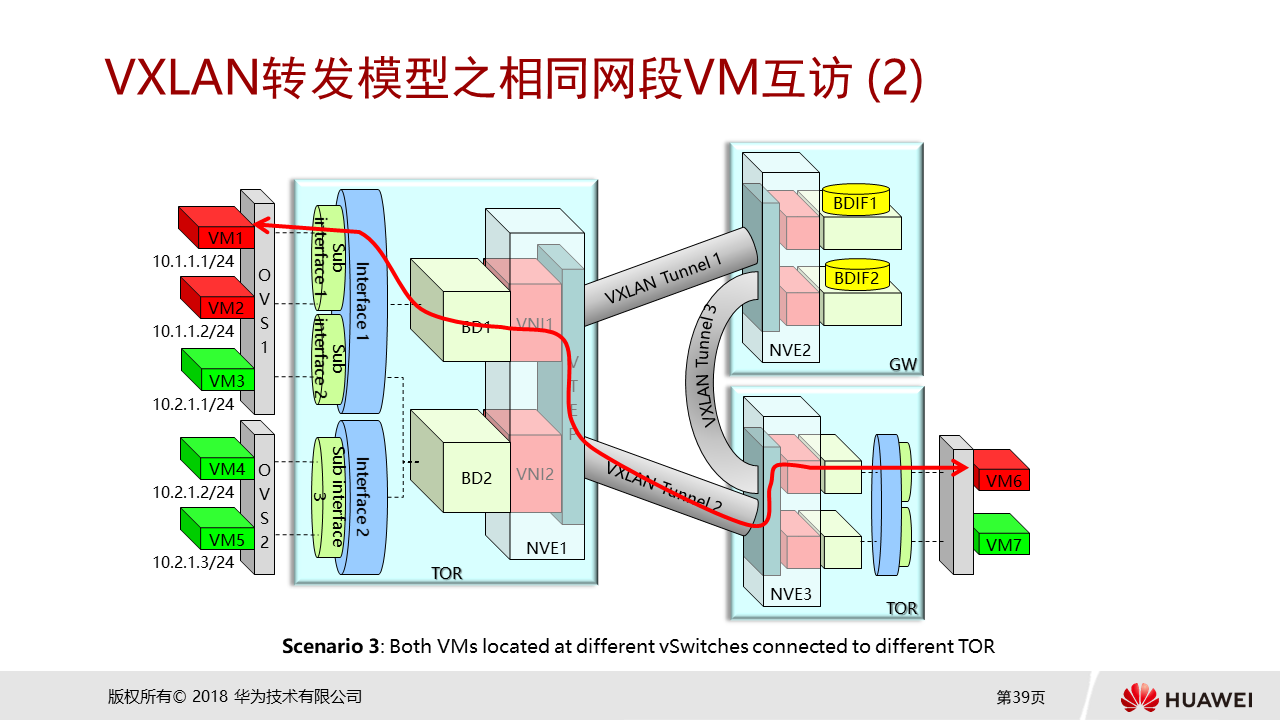 VXLAN转发模型之相同网段VM互访 (2)
VM1
10.1.1.1/24
VM2
10.1.1.2/24
VM3
10.2.1.1/24
VM4
10.2.1.2/24
VM5
10.2.1.3/24
OVS1
OVS2
Sub
interface 1
Sub
interface 2
Interface 1
Sub interface
3
Interface 2
BD1
VNI1
BD2
VNI2
VTEP
NVE1
TOR
VXLAN Tunnel 1
VXLAN Tunnel 3
VXLAN Tunnel 2
BDIF1
BDIF2
NVE2
GW
NVE3
TOR
VM6
VM7
Scenario 3: Both VMs located at different vSwitches connected to different TOR
版权所有© 2018 华为技术有限公司
第39页
HUAWEI